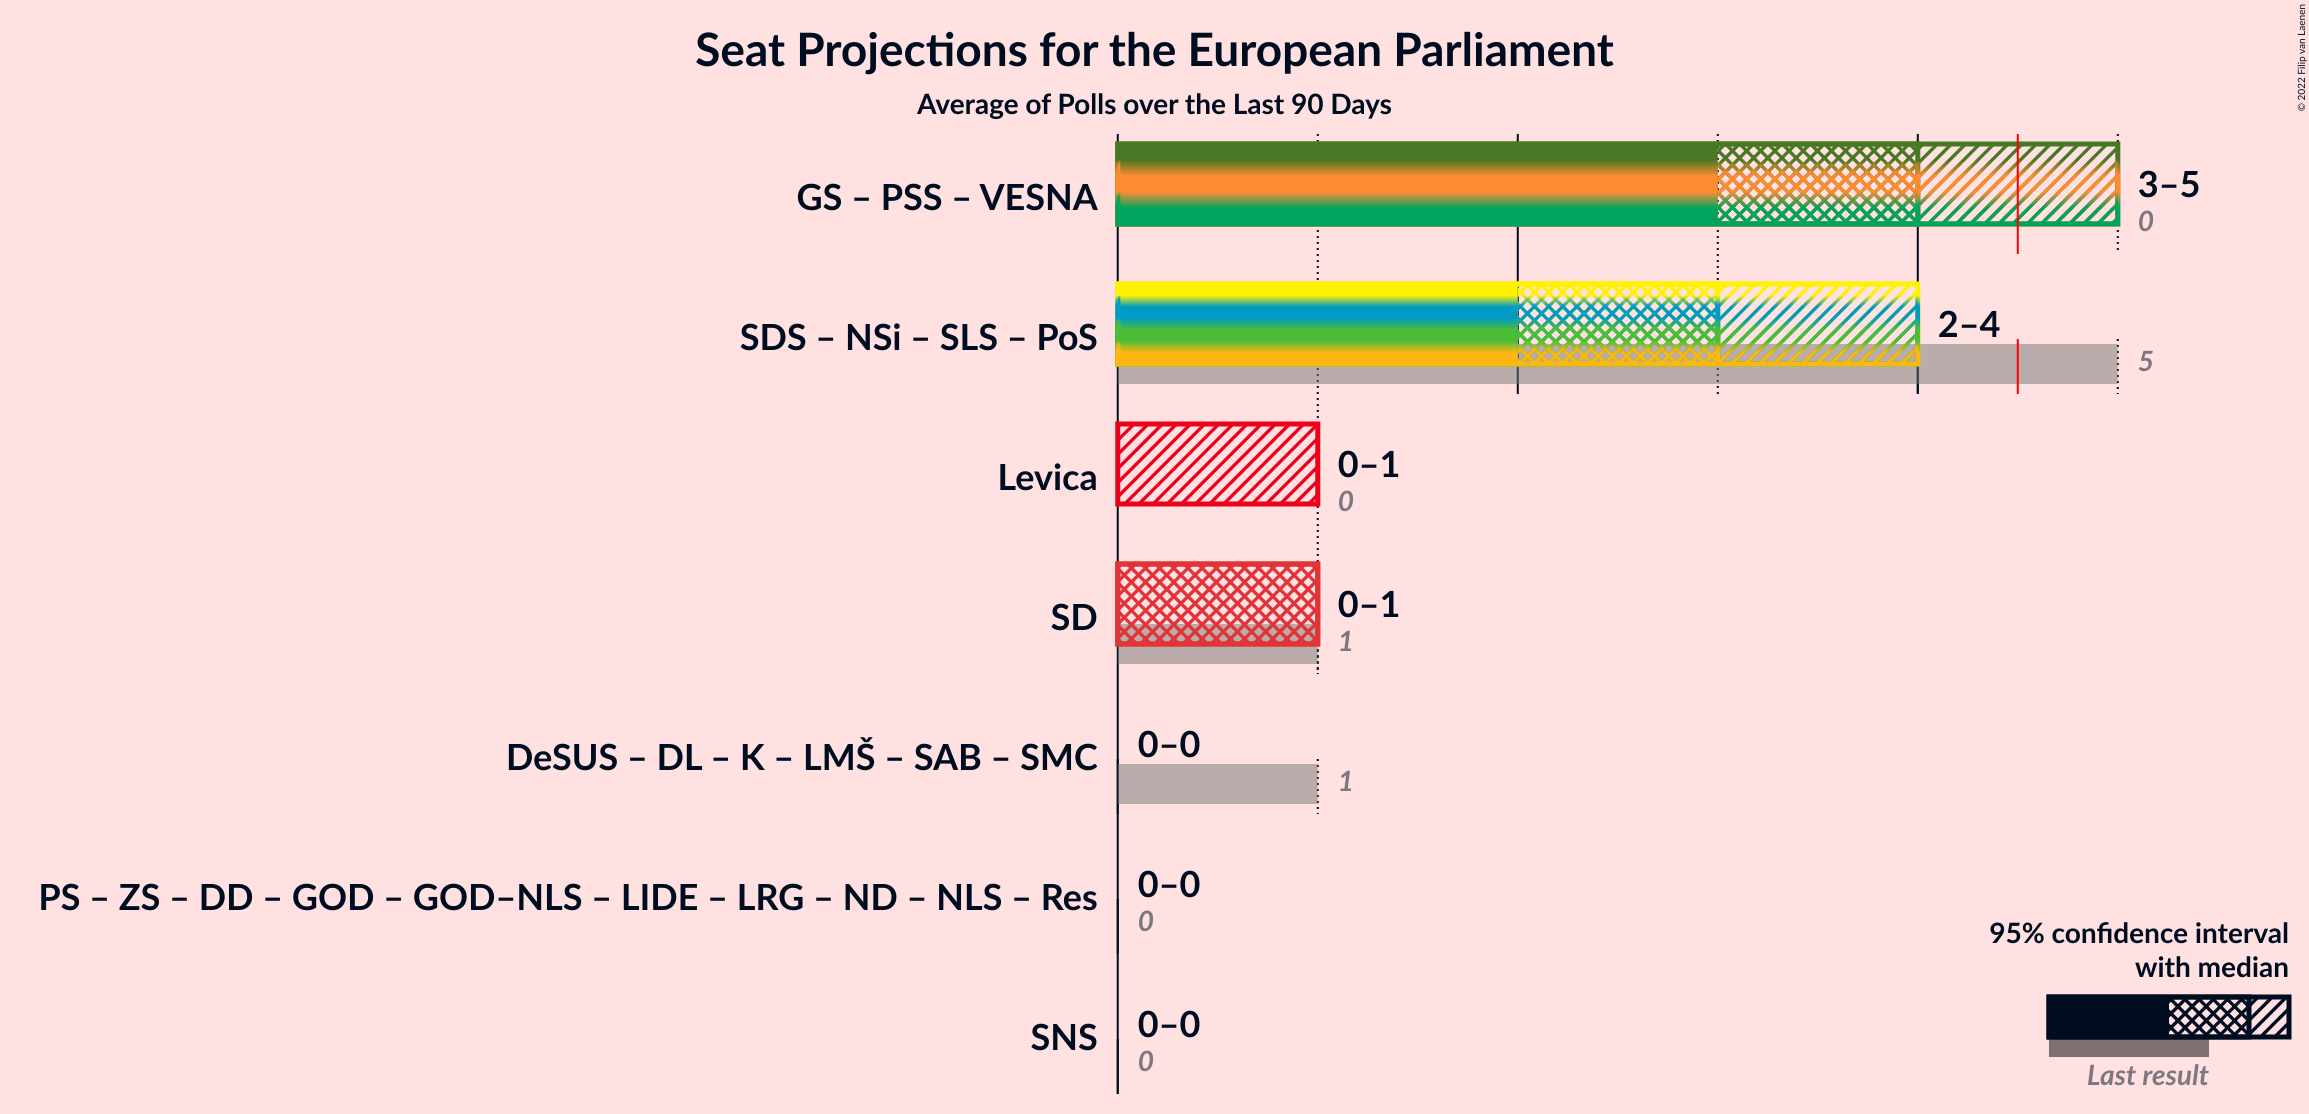 Seat Projections for the European Parliament
Average of Polls over the Last 90 Days
© 2022 Filip van Laenen
GS – PSS – VESNA
3–5
0
SDS – NSi – SLS – PoS
2–4
5
Levica
0–1
0
SD
0–1
1
DeSUS – DL – K – LMŠ – SAB – SMC
0–0
1
PS – ZS – DD – GOD – GOD–NLS – LIDE – LRG – ND – NLS – Res
0–0
0
SNS
0–0
0
95% confidence interval
with median
Last result